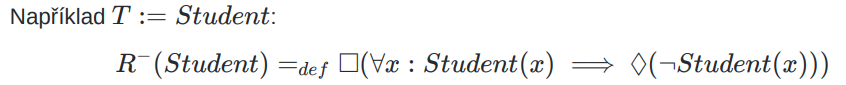 Například T := Student:
R⁻(Student) =def □(∀x : Student(x) ⟹ ◊(¬Student(x)))